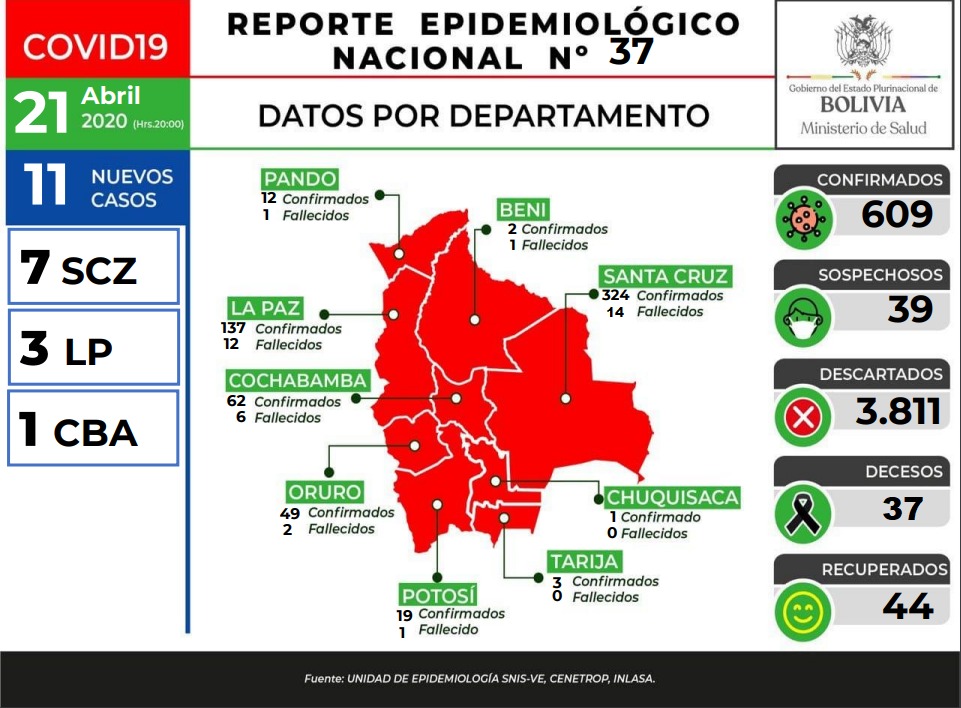 COVID19
REPORTE EPIDEMIOLÓGICO
NACIONAL Nº 37
Gobierno del Estado Plurinacional de
BOLIVIA
Ministerio de Salud
21 Abril
2020 (Hrs.20:00)
DATOS POR DEPARTAMENTO
11 NUEVOS
CASOS
7 SCZ
3 LP
1 CBA
PANDO
12 Confirmados
1 Fallecidos
BENI
2 Confirmados
1 Fallecidos
SANTA CRUZ
324 Confirmados
14 Fallecidos
LA PAZ
137 Confirmados
12 Fallecidos
COCHABAMBA
62 Confirmados
6 Fallecidos
ORURO
49 Confirmados
2 Fallecidos
CHUQUISACA
1 Confirmado
0 Fallecidos
TARIJA
3 Confirmados
0 Fallecidos
POTOSÍ
19 Confirmados
1 Fallecido
CONFIRMADOS
609
SOSPECHOSOS
39
DESCARTADOS
3.811
DECESOS
37
RECUPERADOS
44
Fuente: UNIDAD DE EPIDEMIOLOGÍA SNIS-VE, CENETROP, INLASA.